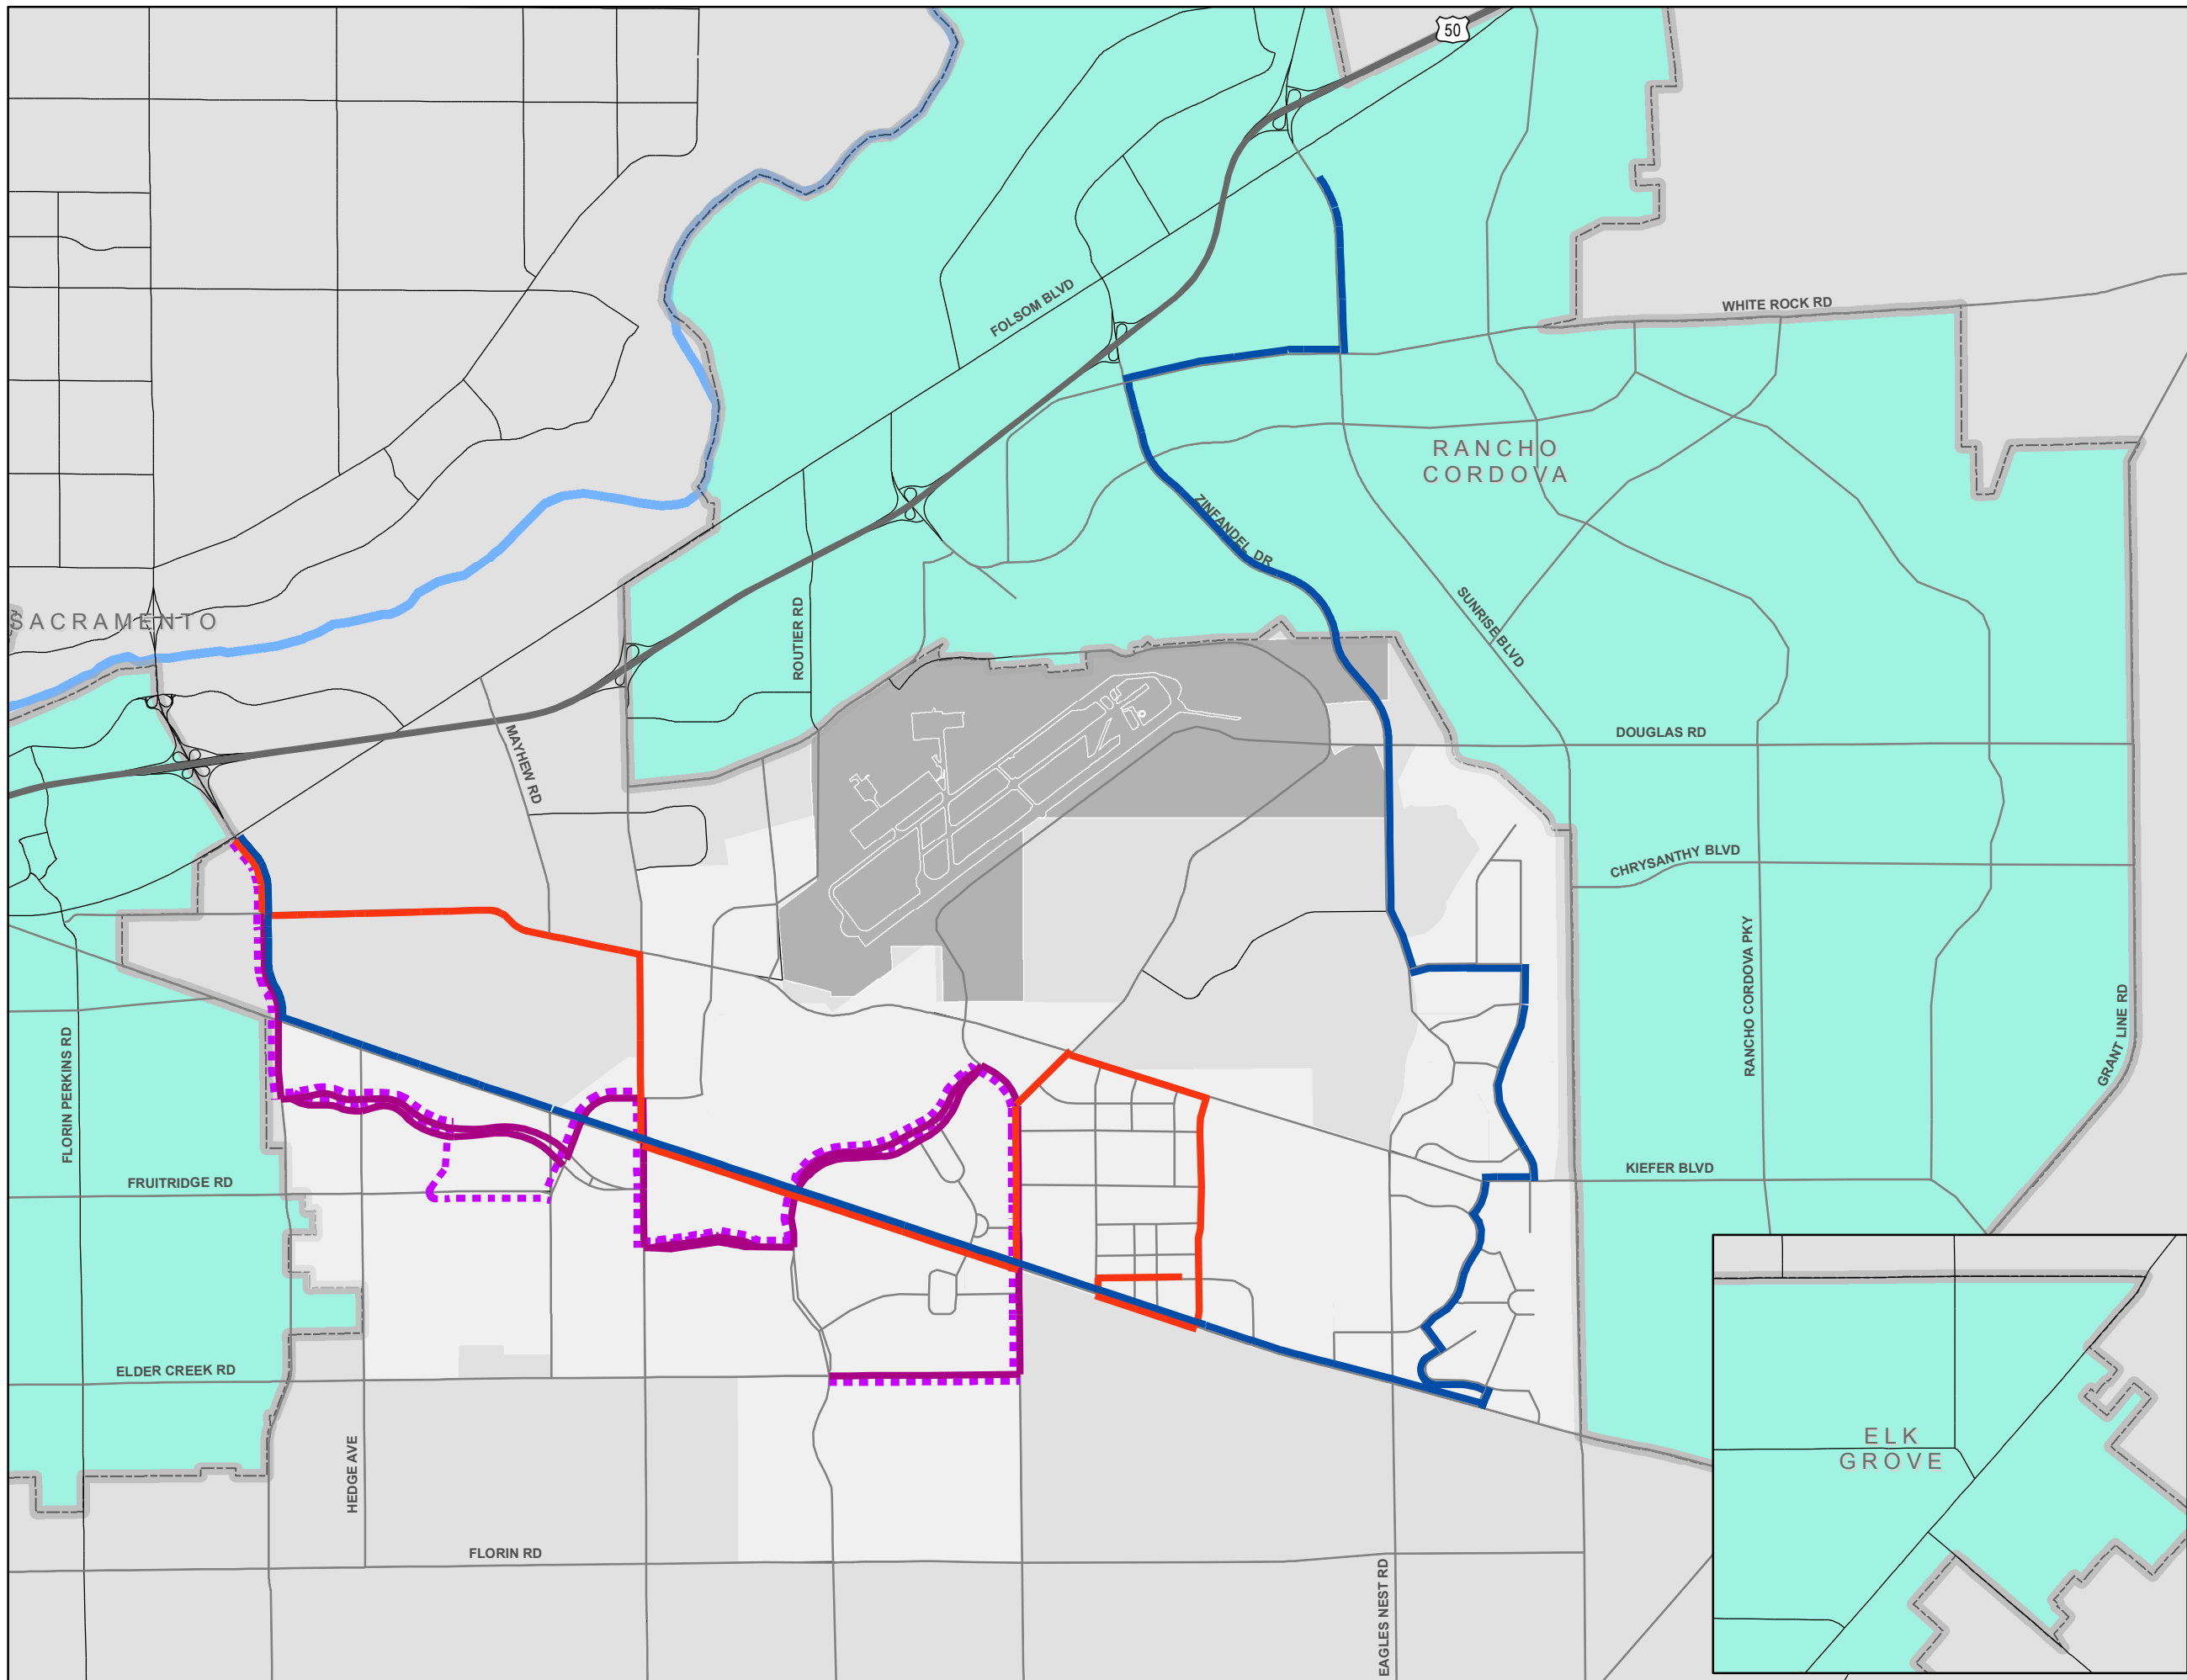 50
WHITE ROCK RD
FOLSOM BLVD
RANCHO
CORDOVA
ZINFANDEL DR
SACRAMENTO
ROUTIER RD
SUNRISE BLVD
MAYHEW RD
DOUGLAS RD
CHRYSANTHY BLVD
RANCHO CORDOVA PKY
GRANT LINE RD
FLORIN PERKINS RD
KIEFER BLVD
FRUITRIDGE RD
ELDER CREEK RD
HEDGE AVE
ELK
GROVE
FLORIN RD
EAGLES NEST RD